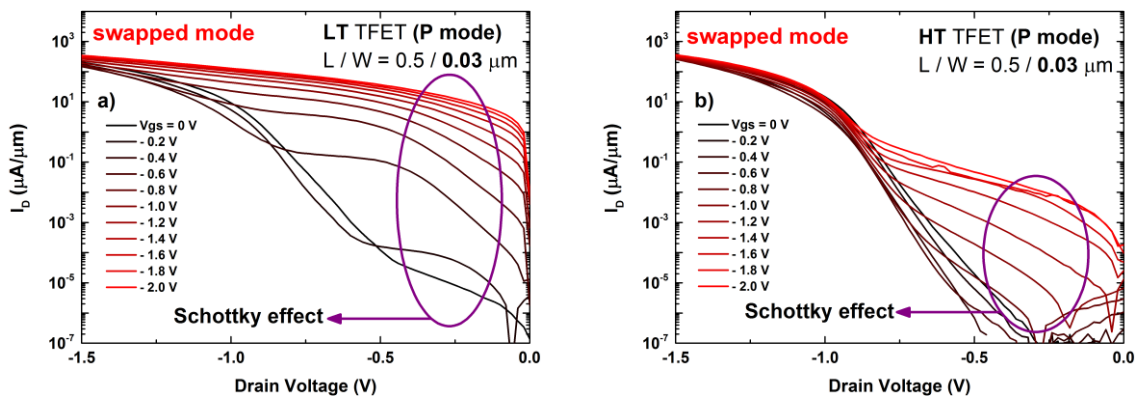 swapped mode
LT TFET (P mode)
L / W = 0.5 / 0.03 μm
a)
Vgs = 0 V
- 0.2 V
- 0.4 V
- 0.6 V
- 0.8 V
- 1.0 V
- 1.2 V
- 1.4 V
- 1.6 V
- 1.8 V
- 2.0 V
Schottky effect
I_D (μA/μm)
10³
10¹
10⁻¹
10⁻³
10⁻⁵
10⁻⁷
-1.5
-1.0
-0.5
0.0
Drain Voltage (V)
swapped mode
HT TFET (P mode)
L / W = 0.5 / 0.03 μm
b)
Vgs = 0 V
- 0.2 V
- 0.4 V
- 0.6 V
- 0.8 V
- 1.0 V
- 1.2 V
- 1.4 V
- 1.6 V
- 1.8 V
- 2.0 V
Schottky effect
I_D (μA/μm)
10³
10¹
10⁻¹
10⁻³
10⁻⁵
10⁻⁷
-1.5
-1.0
-0.5
0.0
Drain Voltage (V)